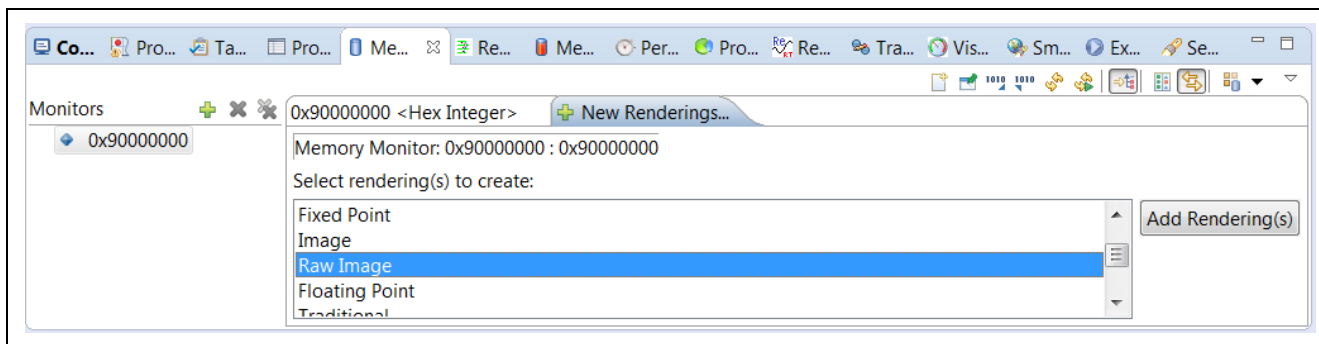 Co... Pro... Ta... Pro... Me... Re... Me... Per... Pro... Re... Tra... Vis... Sm... Ex... Se...
Monitors 0x90000000 <Hex Integer> New Renderings...
0x90000000
Memory Monitor: 0x90000000 : 0x90000000
Select rendering(s) to create:
Fixed Point
Image
Raw Image
Floating Point
Traditional
Add Rendering(s)